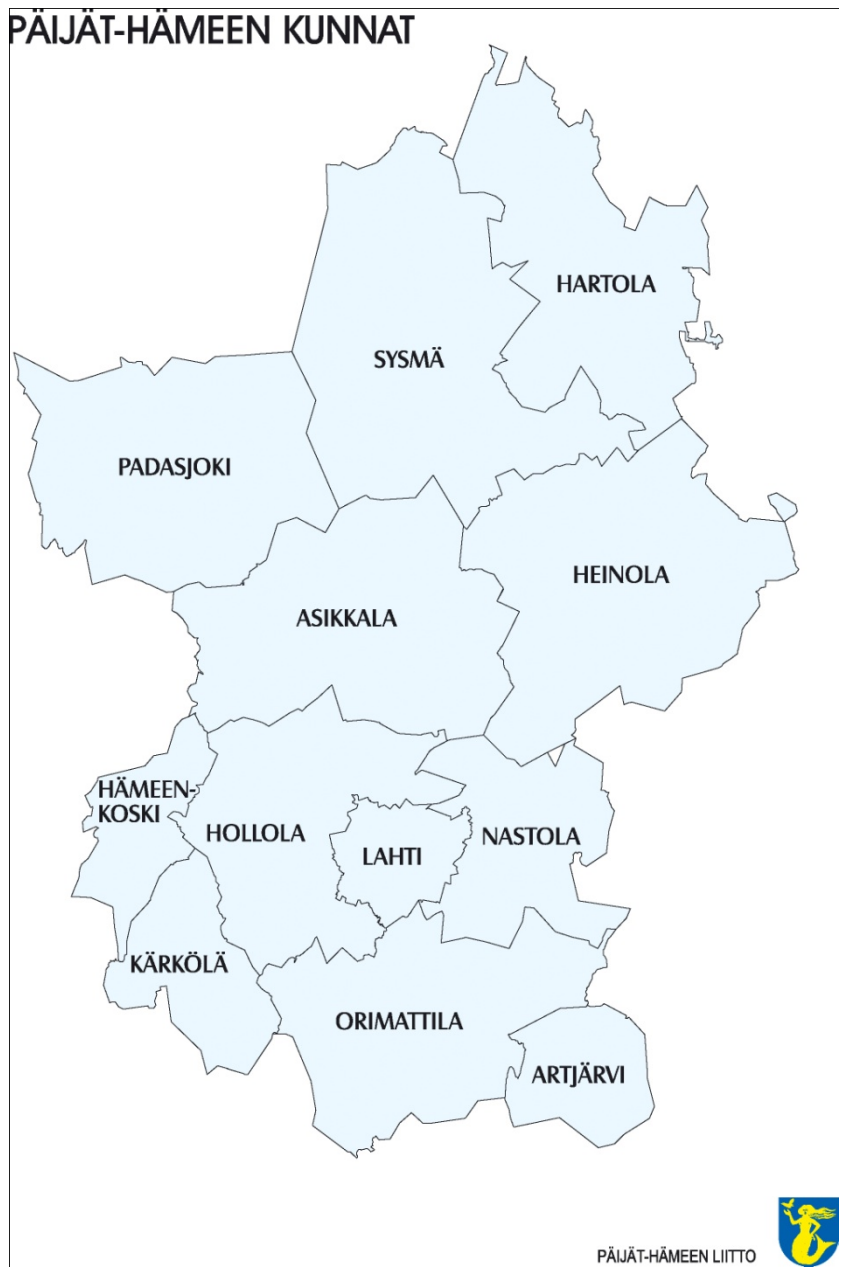 PÄIJÄT-HÄMEEN KUNNAT
HARTOLA
SYSMÄ
PADASJOKI
HEINOLA
ASIKKALA
HÄMEEN-
KOSKI
HOLLOLA
LAHTI
NASTOLA
KÄRKÖLÄ
ORIMATTILA
ARTJÄRVI
PÄIJÄT-HÄMEEN LIITTO